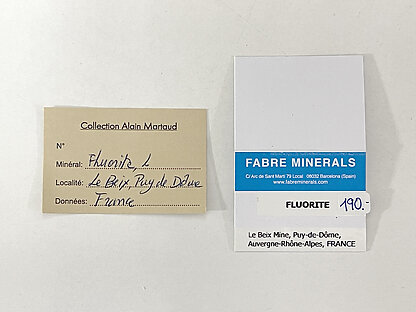 Collection Alain Martaud
N°
Minéral: Fluorite, L
Localité: Le Beix, Puy de Dôme
Données: France
FABRE MINERALS
C/ Arc de Sant Martí 79 Local 08032 Barcelona (Spain)
www.fabreminerals.com
FLUORITE 190.-
Le Beix Mine, Puy-de-Dôme,
Auvergne-Rhône-Alpes, FRANCE